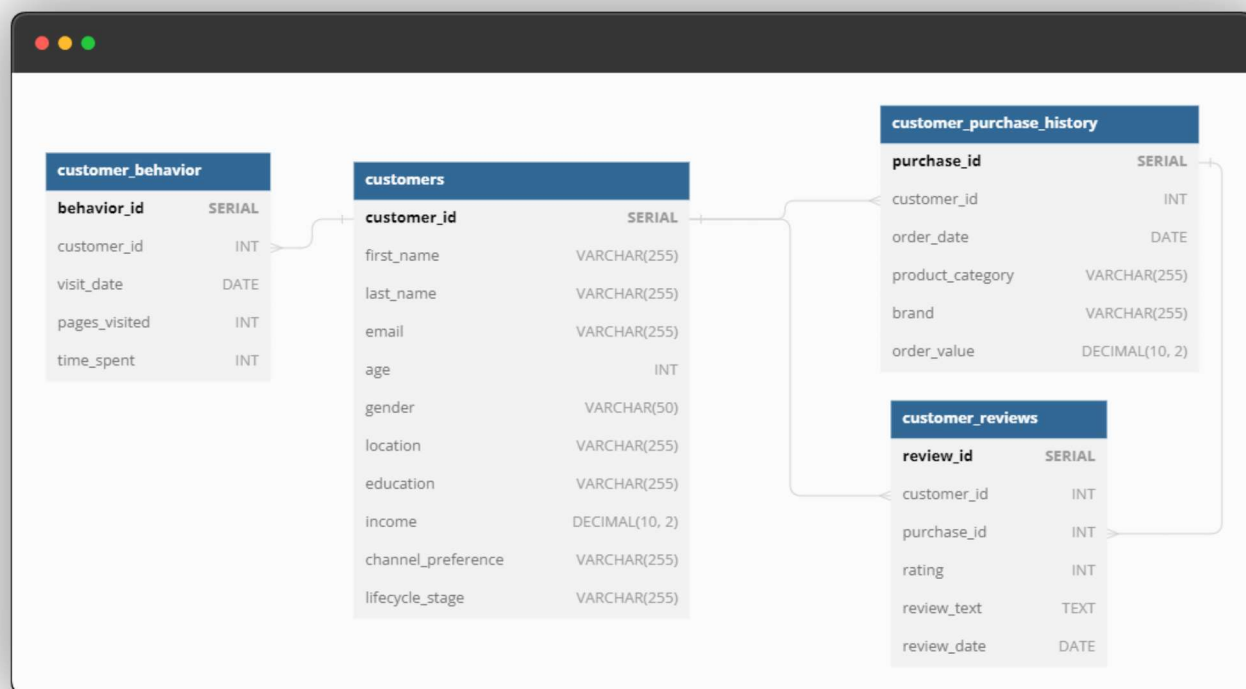 customer_behavior
behavior_id SERIAL
customer_id INT
visit_date DATE
pages_visited INT
time_spent INT
customers
customer_id SERIAL
first_name VARCHAR(255)
last_name VARCHAR(255)
email VARCHAR(255)
age INT
gender VARCHAR(50)
location VARCHAR(255)
education VARCHAR(255)
income DECIMAL(10, 2)
channel_preference VARCHAR(255)
lifecycle_stage VARCHAR(255)
customer_purchase_history
purchase_id SERIAL
customer_id INT
order_date DATE
product_category VARCHAR(255)
brand VARCHAR(255)
order_value DECIMAL(10, 2)
customer_reviews
review_id SERIAL
customer_id INT
purchase_id INT
rating INT
review_text TEXT
review_date DATE